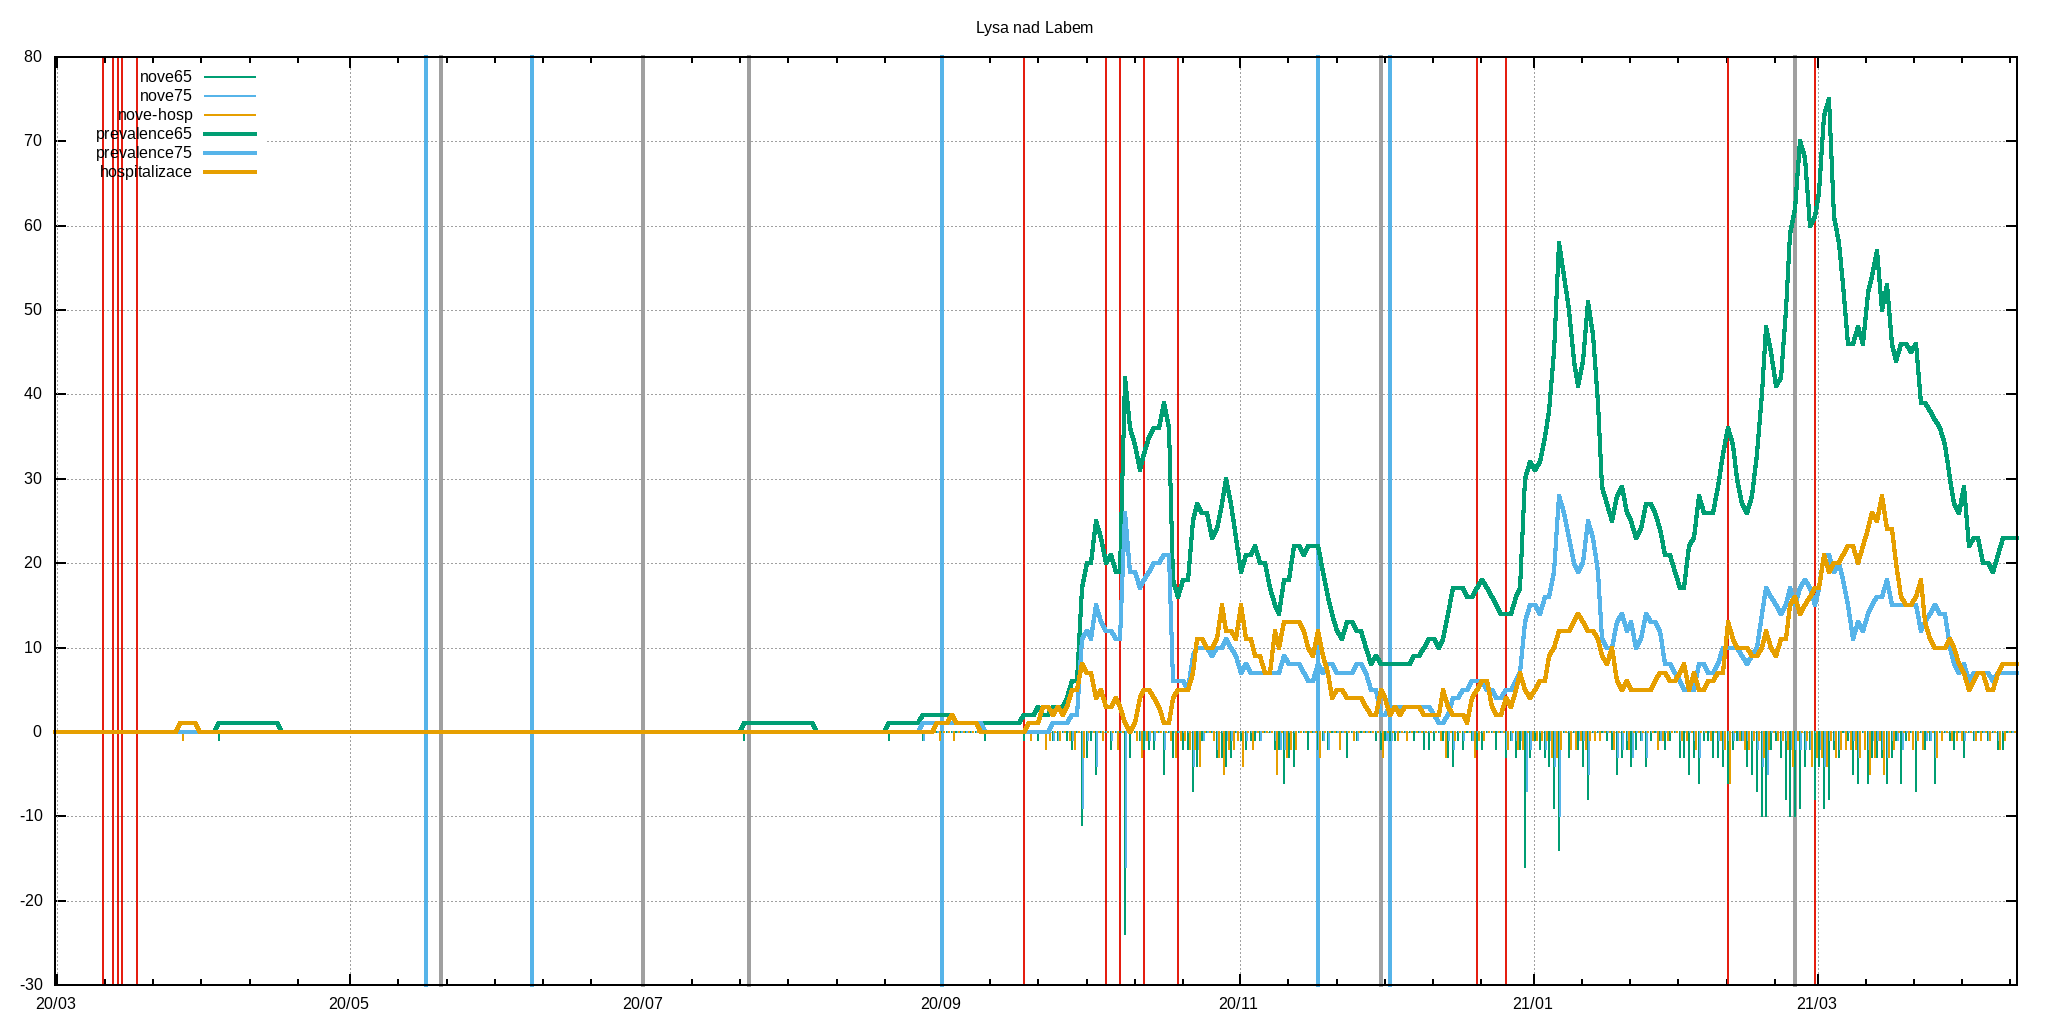 Lysa nad Labem
80
70
60
50
40
30
20
10
0
-10
-20
-30
nove65
nove75
nove-hosp
prevalence65
prevalence75
hospitalizace
20/03 20/05 20/07 20/09 20/11 21/01 21/03